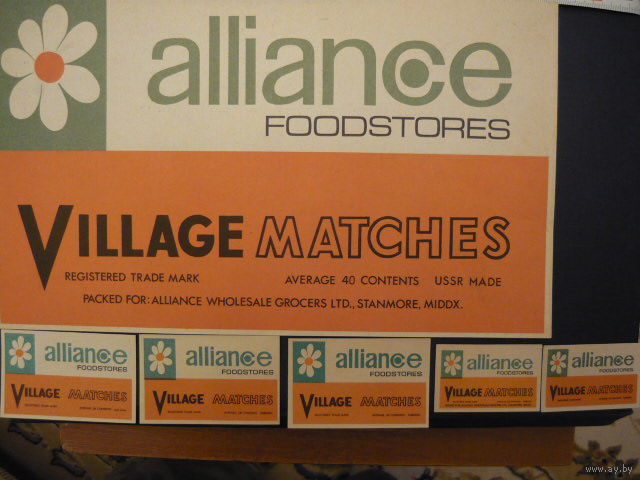 alliance
FOODSTORES
VILLAGE MATCHES
REGISTERED TRADE MARK AVERAGE 40 CONTENTS USSR MADE
PACKED FOR: ALLIANCE WHOLESALE GROCERS LTD., STANMORE, MIDDX.
alliance
FOODSTORES
VILLAGE MATCHES
alliance
FOODSTORES
VILLAGE MATCHES
alliance
FOODSTORES
VILLAGE MATCHES
alliance
FOODSTORES
VILLAGE MATCHES
alliance
FOODSTORES
VILLAGE MATCHES
www.ay.by